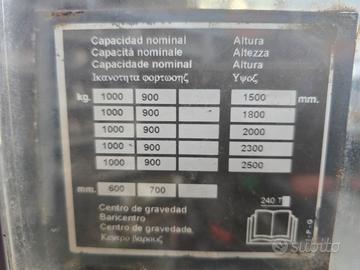 Capacidad nominal Altura
Capacità nominale Altezza
Capacidade nominal Altura
Ικανοτητα φορτωσης Υψος
kg. 1000 900 1500 mm.
1000 900 1800
1000 900 2000
1000 900 2300
1000 900 2500
mm. 600 700
Centro de gravedad
Baricentro
Centro de gravedade
Κεντρο βαρους
240 T
I-P-G
subito